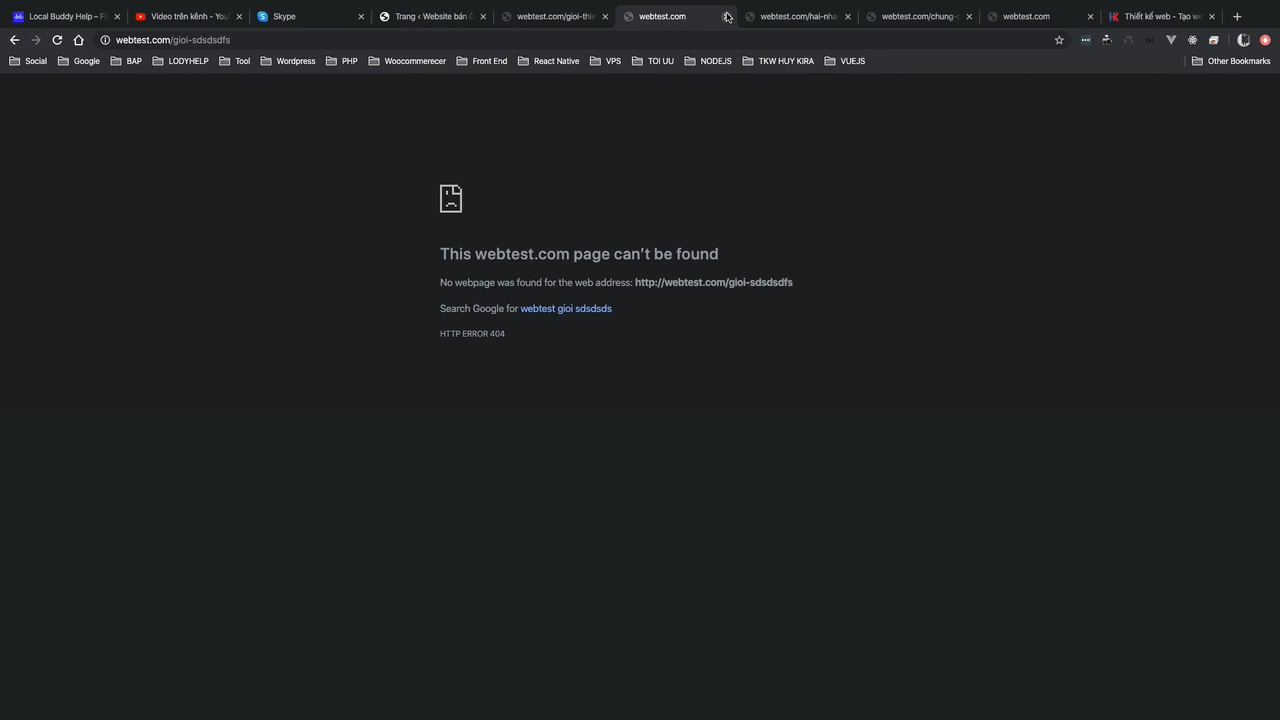 Local Buddy Help – Fi
Video trên kênh - You
Skype
Trang ‹ Website bán
webtest.com/gioi-thie
webtest.com
webtest.com/hai-nha
webtest.com/chung-
webtest.com
Thiết kế web - Tạo we
webtest.com/gioi-sdsdsdfs
Social Google BAP LODYHELP Tool Wordpress PHP Woocommerecer Front End React Native VPS TOI UU NODEJS TKW HUY KIRA VUEJS Other Bookmarks
This webtest.com page can’t be found
No webpage was found for the web address: http://webtest.com/gioi-sdsdsdfs
Search Google for webtest gioi sdsdsds
HTTP ERROR 404